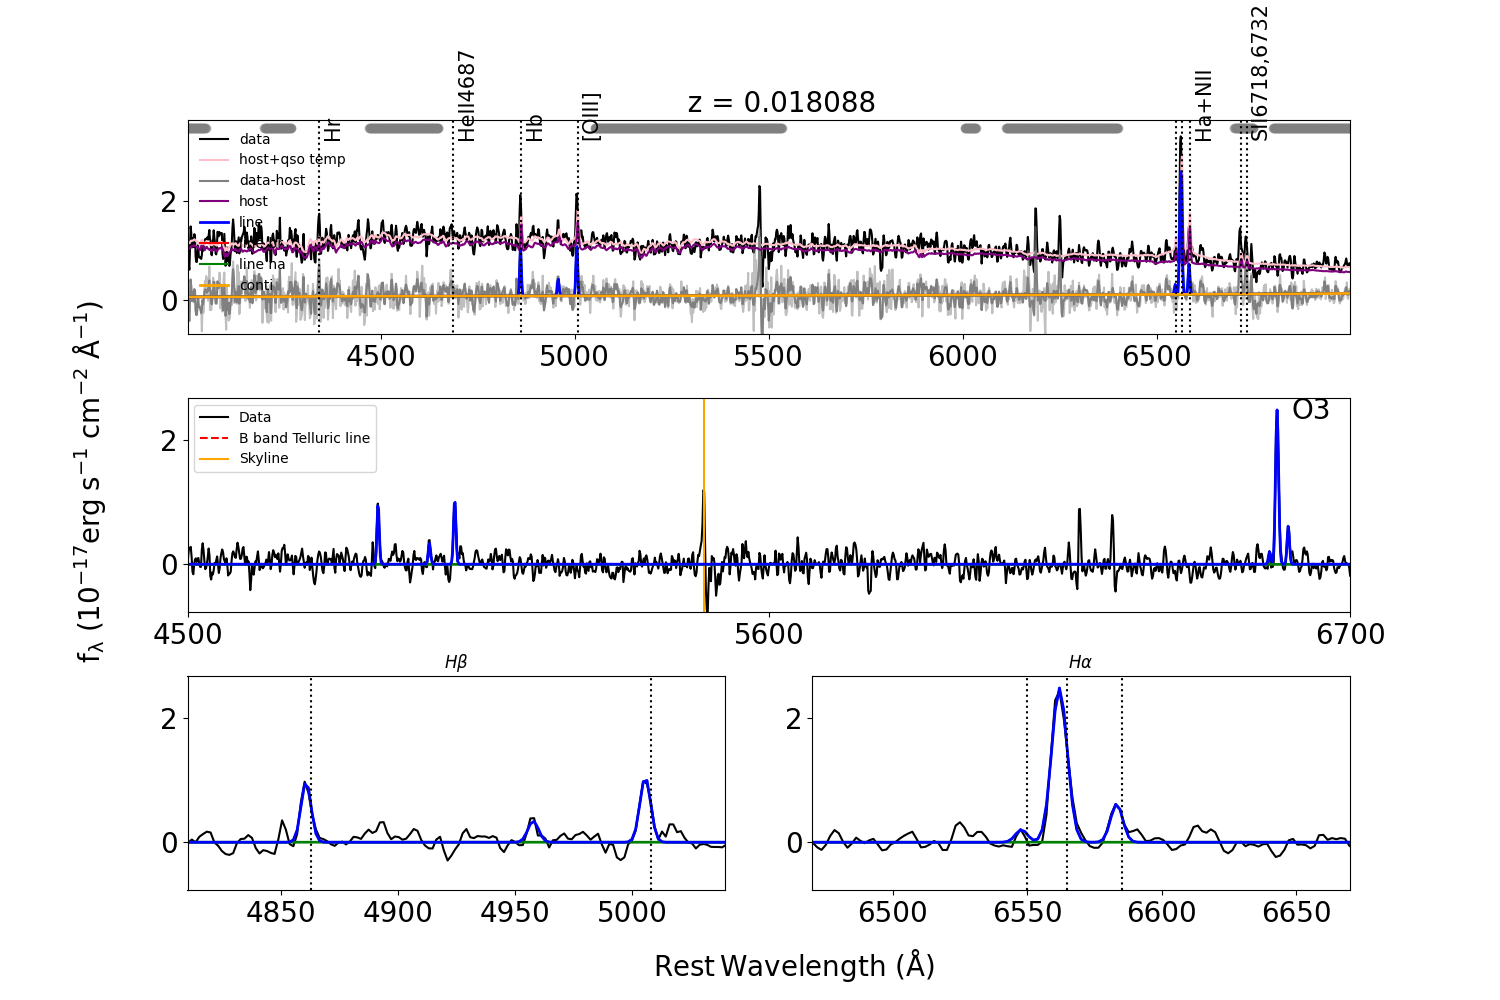 z = 0.018088
Hr
HeII4687
Hb
[OIII]
Ha+NII
SII6718,6732
data
host+qso temp
data-host
host
line
line ha
conti
2
0
4500 5000 5500 6000 6500
fλ (10⁻¹⁷erg s⁻¹ cm⁻² Å⁻¹)
Data
B band Telluric line
Skyline
O3
2
0
4500 5600 6700
Hβ
2
0
4850 4900 4950 5000
Hα
2
0
6500 6550 6600 6650
Rest Wavelength (Å)